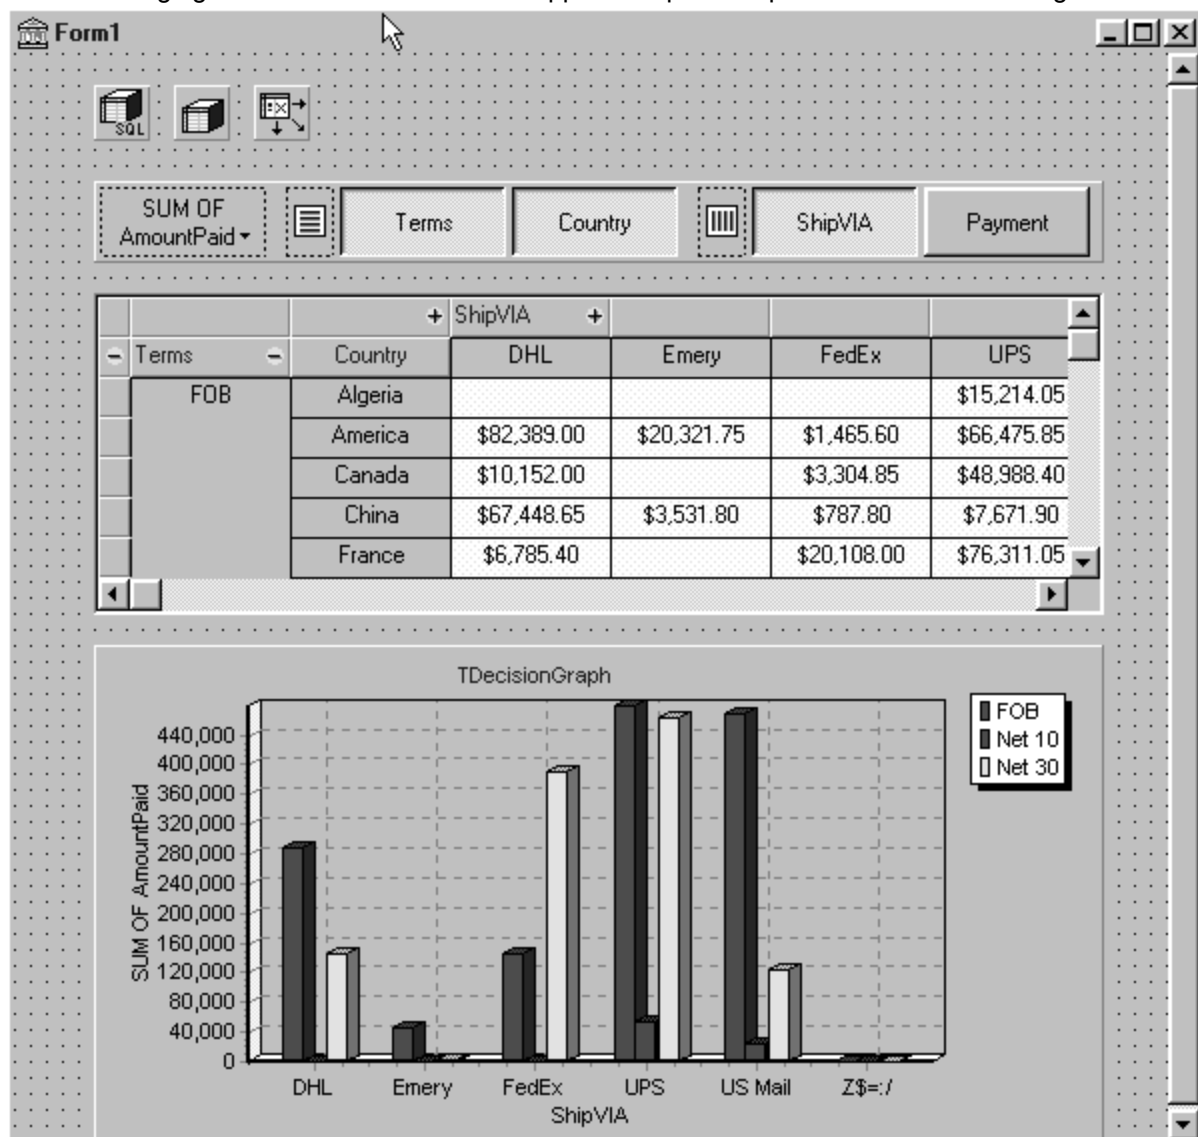 Form1
SQL
SUM OF
AmountPaid
Terms
Country
ShipVIA
Payment
+ ShipVIA +
- Terms - Country DHL Emery FedEx UPS
FOB Algeria $15,214.05
America $82,389.00 $20,321.75 $1,465.60 $66,475.85
Canada $10,152.00 $3,304.85 $48,988.40
China $67,448.65 $3,531.80 $787.80 $7,671.90
France $6,785.40 $20,108.00 $76,311.05
TDecisionGraph
FOB
Net 10
Net 30
440,000
400,000
360,000
320,000
280,000
240,000
200,000
160,000
120,000
80,000
40,000
0
SUM OF AmountPaid
DHL Emery FedEx UPS US Mail Z$=:/
ShipVIA